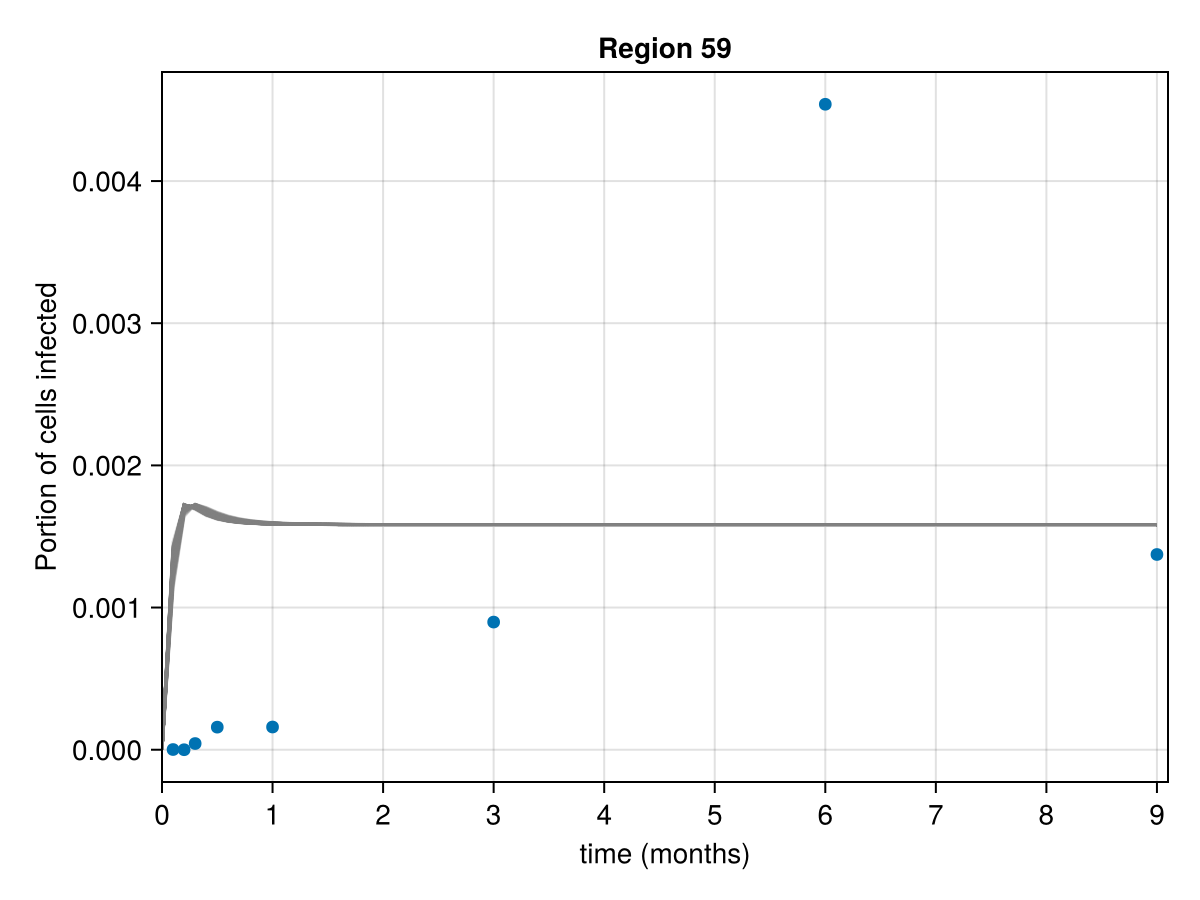 Region 59
Portion of cells infected
0.004
0.003
0.002
0.001
0.000
0 1 2 3 4 5 6 7 8 9
time (months)